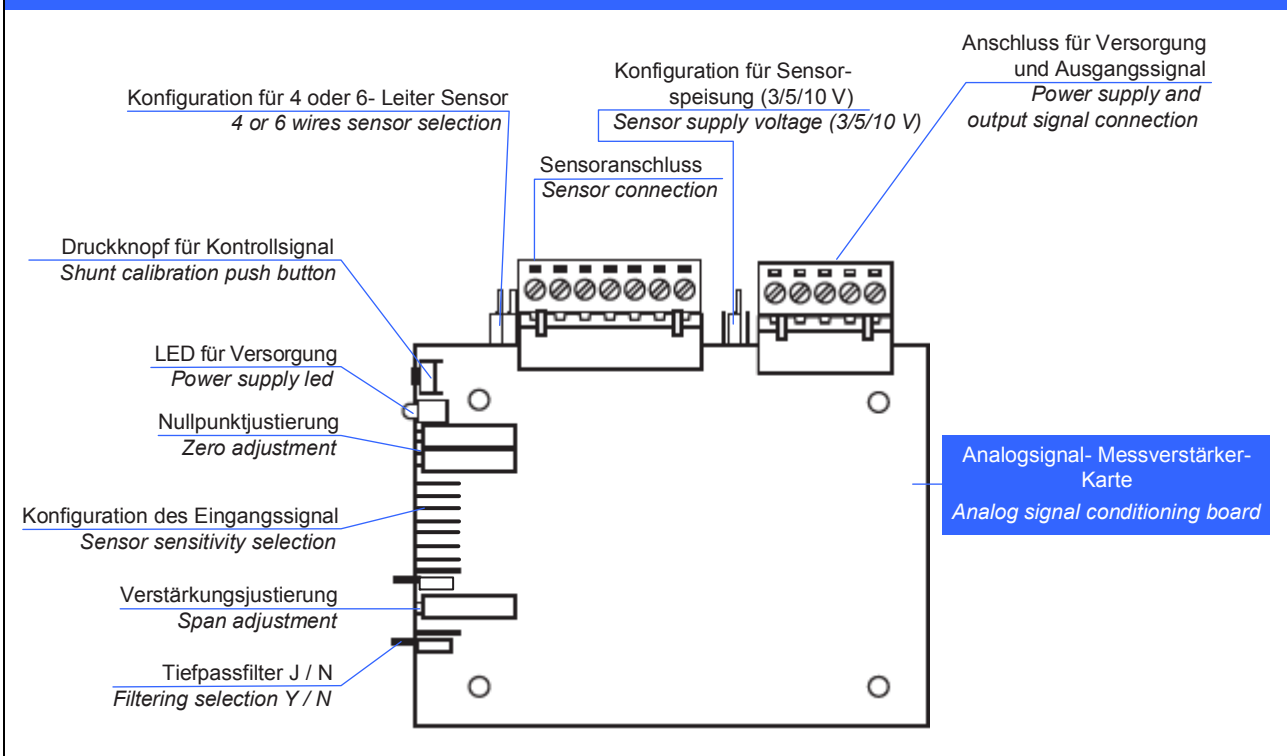 Anschluss für Versorgung
und Ausgangssignal
Power supply and
output signal connection
Konfiguration für Sensor-
speisung (3/5/10 V)
Sensor supply voltage (3/5/10 V)
Konfiguration für 4 oder 6- Leiter Sensor
4 or 6 wires sensor selection
Sensoranschluss
Sensor connection
Druckknopf für Kontrollsignal
Shunt calibration push button
LED für Versorgung
Power supply led
Nullpunktjustierung
Zero adjustment
Konfiguration des Eingangssignal
Sensor sensitivity selection
Verstärkungsjustierung
Span adjustment
Tiefpassfilter J / N
Filtering selection Y / N
Analogsignal- Messverstärker-
Karte
Analog signal conditioning board